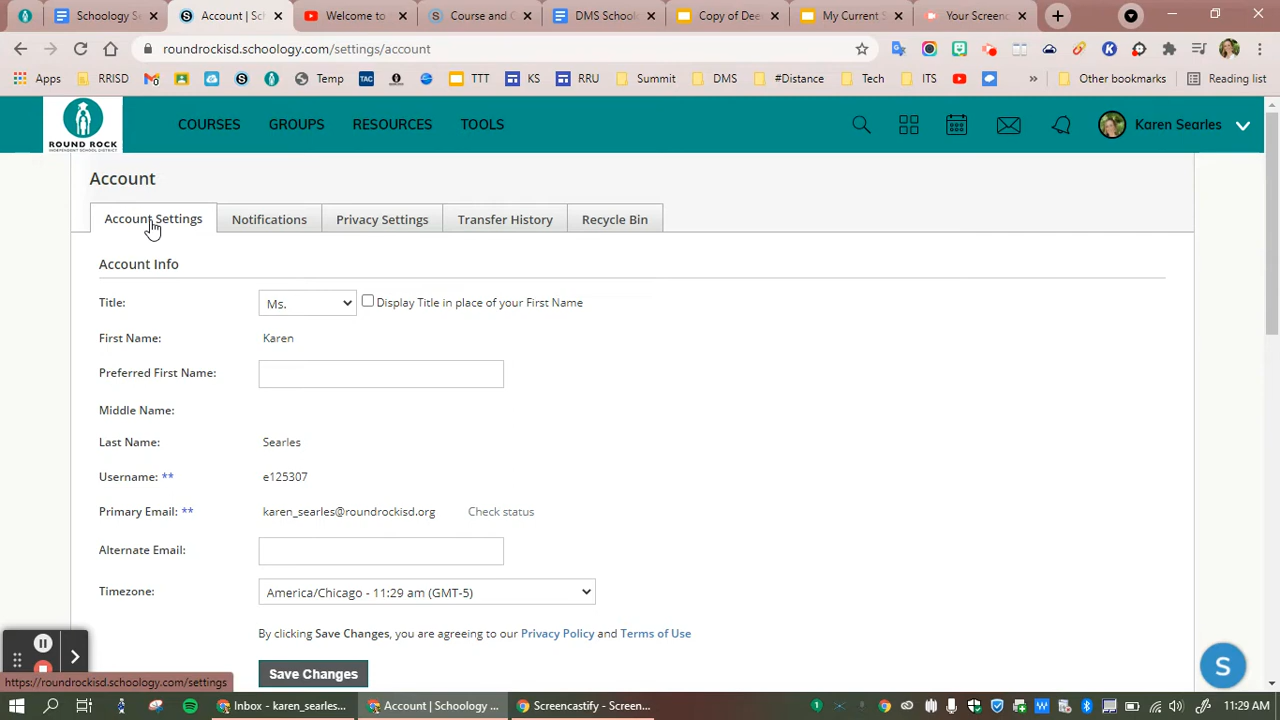 Schoology S
Account | S
Welcome to
Course and C
DMS Schoo
Copy of De
My Current S
Your Scree
roundrockisd.schoology.com/settings/account
Apps
RRISD
Temp
TTT
KS
RRU
Summit
DMS
#Distance
Tech
ITS
»
Other bookmarks
Reading list
ROUND ROCK
COURSES
GROUPS
RESOURCES
TOOLS
Karen Searles
Account
Account Settings
Notifications
Privacy Settings
Transfer History
Recycle Bin
Account Info
Title: Ms. Display Title in place of your First Name
First Name: Karen
Preferred First Name:
Middle Name:
Last Name: Searles
Username: ** e125307
Primary Email: ** karen_searles@roundrockisd.org Check status
Alternate Email:
Timezone: America/Chicago - 11:29 am (GMT-5)
By clicking Save Changes, you are agreeing to our Privacy Policy and Terms of Use
Save Changes
S
https://roundrockisd.schoology.com/settings
Inbox - karen_searles...
Account | Schoology ...
Screencastify - Screen...
11:29 AM